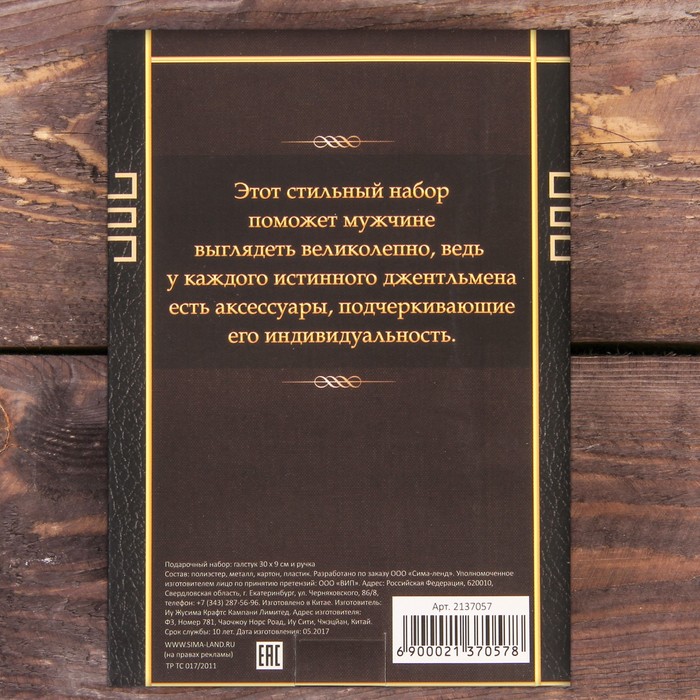 Этот стильный набор
поможет мужчине
выглядеть великолепно, ведь
у каждого истинного джентльмена
есть аксессуары, подчеркивающие
его индивидуальность.
Подарочный набор: галстук 30 х 9 см и ручка
Состав: полиэстер, металл, картон, пластик. Разработано по заказу ООО «Сима-ленд». Уполномоченное
изготовителем лицо по принятию претензий: ООО «ВИП». Адрес: Российская Федерация, 620010,
Свердловская область, г. Екатеринбург, ул. Черняховского, 86/8,
телефон: +7 (343) 287-56-96. Изготовлено в Китае. Изготовитель:
Иу Жусима Крафтс Кампани Лимитед. Адрес изготовителя:
Ф3, Номер 781, Чаочжоу Норс Роад, Иу Сити, Чжэцзян, Китай.
Срок службы: 10 лет. Дата изготовления: 05.2017
WWW.SIMA-LAND.RU
(на правах рекламы)
ТР ТС 017/2011
EAC
Арт. 2137057
6 900021 370578